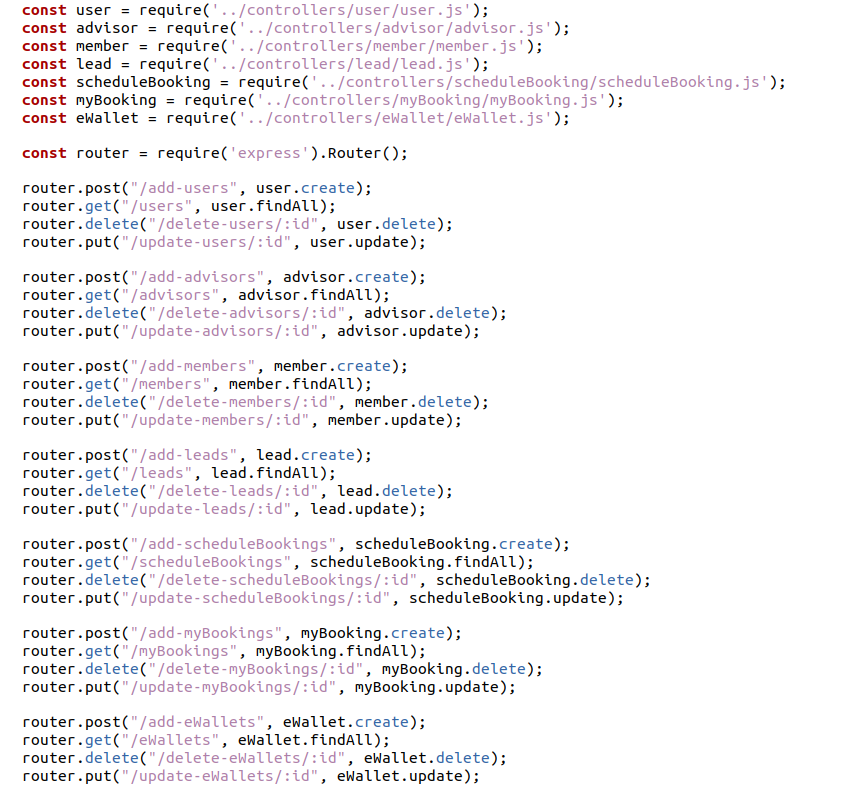 const user = require('../controllers/user/user.js');
const advisor = require('../controllers/advisor/advisor.js');
const member = require('../controllers/member/member.js');
const lead = require('../controllers/lead/lead.js');
const scheduleBooking = require('../controllers/scheduleBooking/scheduleBooking.js');
const myBooking = require('../controllers/myBooking/myBooking.js');
const eWallet = require('../controllers/eWallet/eWallet.js');

const router = require('express').Router();

router.post("/add-users", user.create);
router.get("/users", user.findAll);
router.delete("/delete-users/:id", user.delete);
router.put("/update-users/:id", user.update);

router.post("/add-advisors", advisor.create);
router.get("/advisors", advisor.findAll);
router.delete("/delete-advisors/:id", advisor.delete);
router.put("/update-advisors/:id", advisor.update);

router.post("/add-members", member.create);
router.get("/members", member.findAll);
router.delete("/delete-members/:id", member.delete);
router.put("/update-members/:id", member.update);

router.post("/add-leads", lead.create);
router.get("/leads", lead.findAll);
router.delete("/delete-leads/:id", lead.delete);
router.put("/update-leads/:id", lead.update);

router.post("/add-scheduleBookings", scheduleBooking.create);
router.get("/scheduleBookings", scheduleBooking.findAll);
router.delete("/delete-scheduleBookings/:id", scheduleBooking.delete);
router.put("/update-scheduleBookings/:id", scheduleBooking.update);

router.post("/add-myBookings", myBooking.create);
router.get("/myBookings", myBooking.findAll);
router.delete("/delete-myBookings/:id", myBooking.delete);
router.put("/update-myBookings/:id", myBooking.update);

router.post("/add-eWallets", eWallet.create);
router.get("/eWallets", eWallet.findAll);
router.delete("/delete-eWallets/:id", eWallet.delete);
router.put("/update-eWallets/:id", eWallet.update);